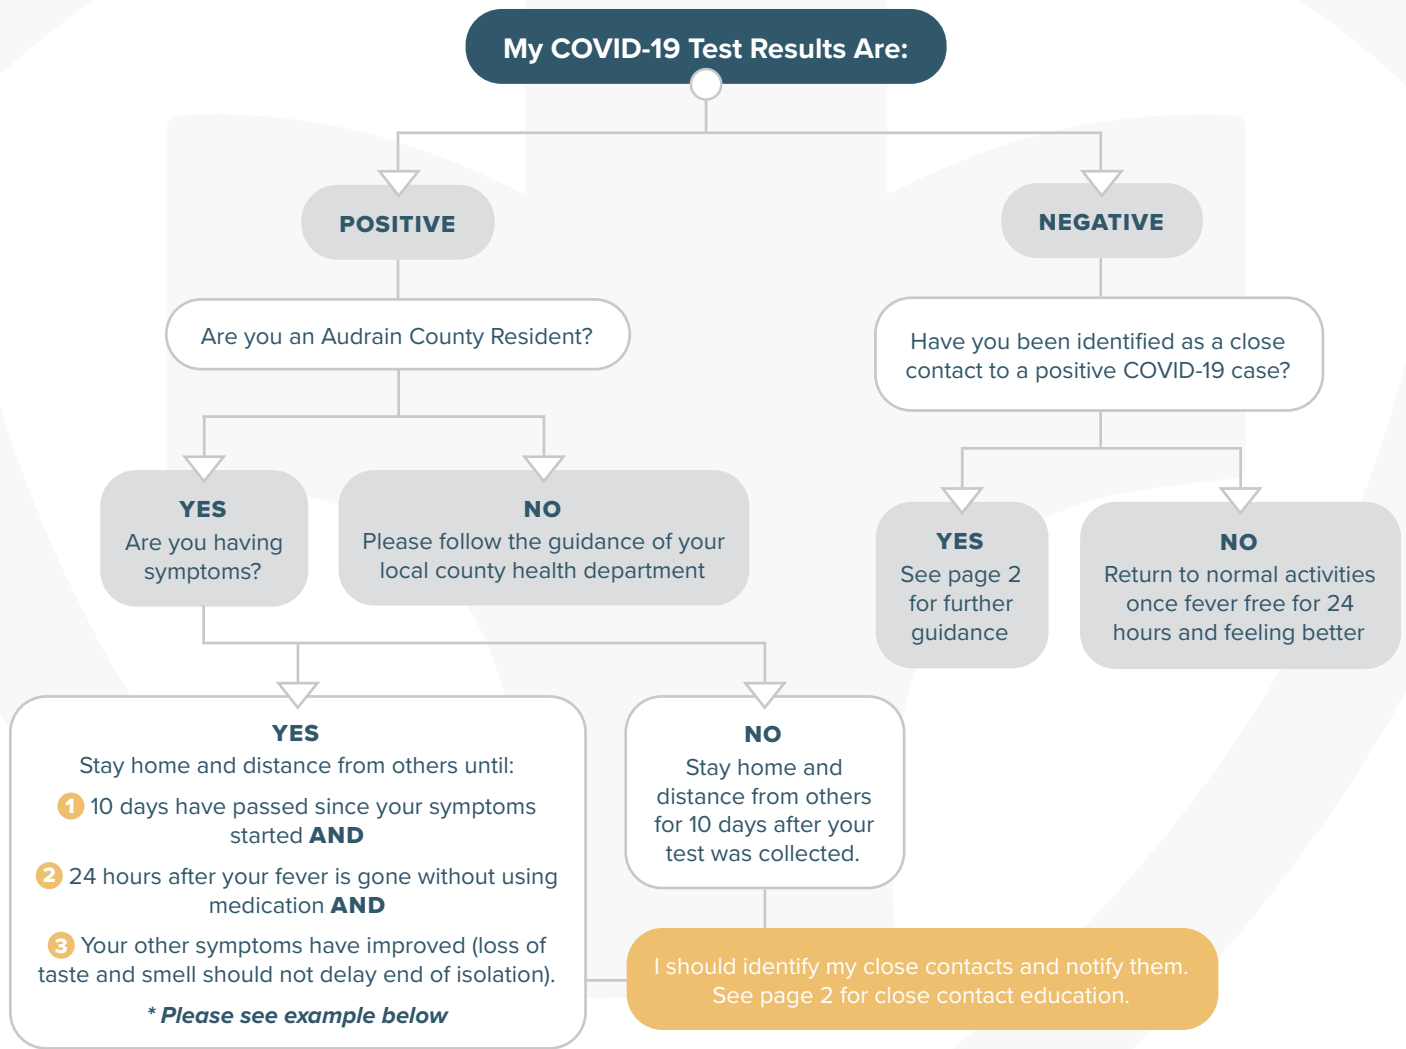 My COVID-19 Test Results Are:
POSITIVE
NEGATIVE
Are you an Audrain County Resident?
Have you been identified as a close
contact to a positive COVID-19 case?
YES
Are you having
symptoms?
NO
Please follow the guidance of your
local county health department
YES
See page 2
for further
guidance
NO
Return to normal activities
once fever free for 24
hours and feeling better
YES
Stay home and distance from others until:
1 10 days have passed since your symptoms
started AND
2 24 hours after your fever is gone without using
medication AND
3 Your other symptoms have improved (loss of
taste and smell should not delay end of isolation).
* Please see example below
NO
Stay home and
distance from others
for 10 days after your
test was collected.
I should identify my close contacts and notify them.
See page 2 for close contact education.